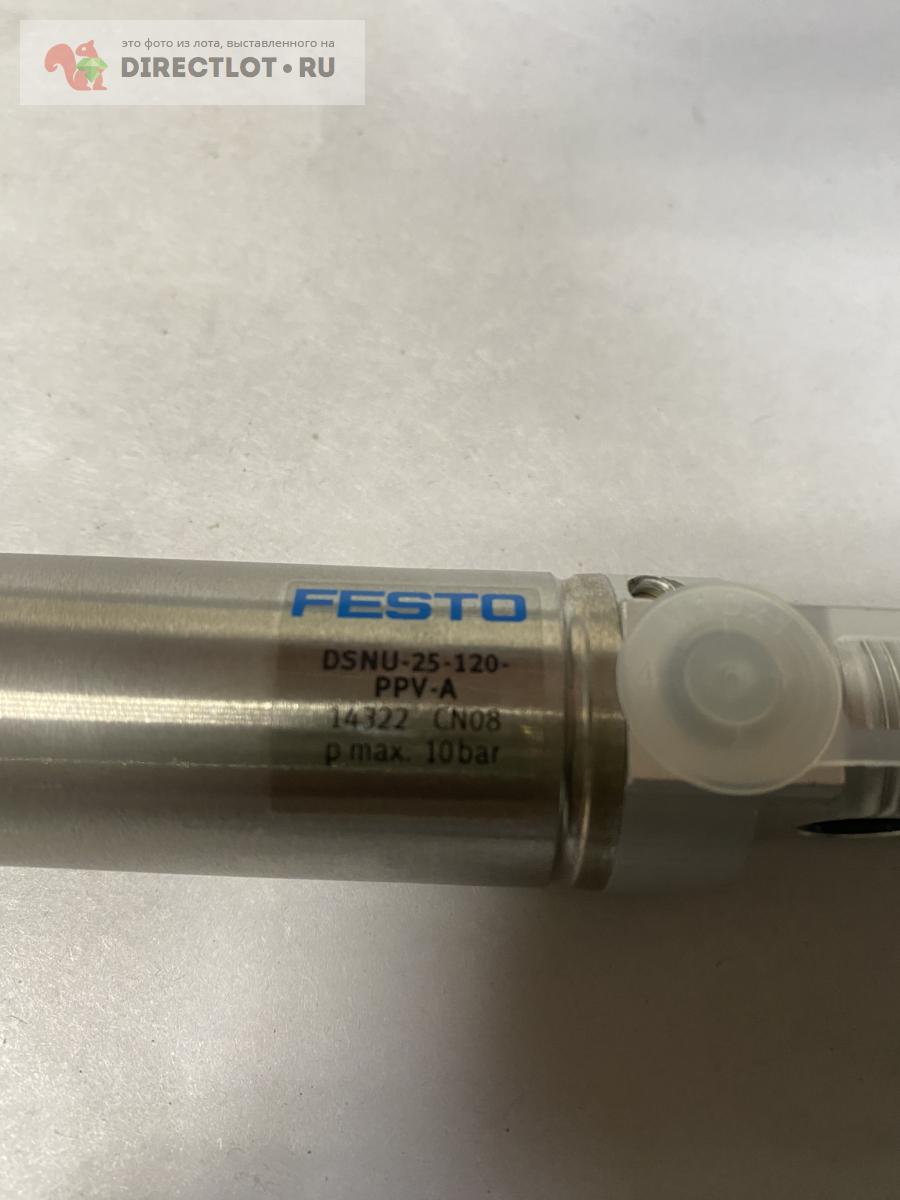 это фото из лота, выставленного на
DIRECTLOT•RU
FESTO
DSNU-25-120-
PPV-A
14322 CN08
p max. 10bar